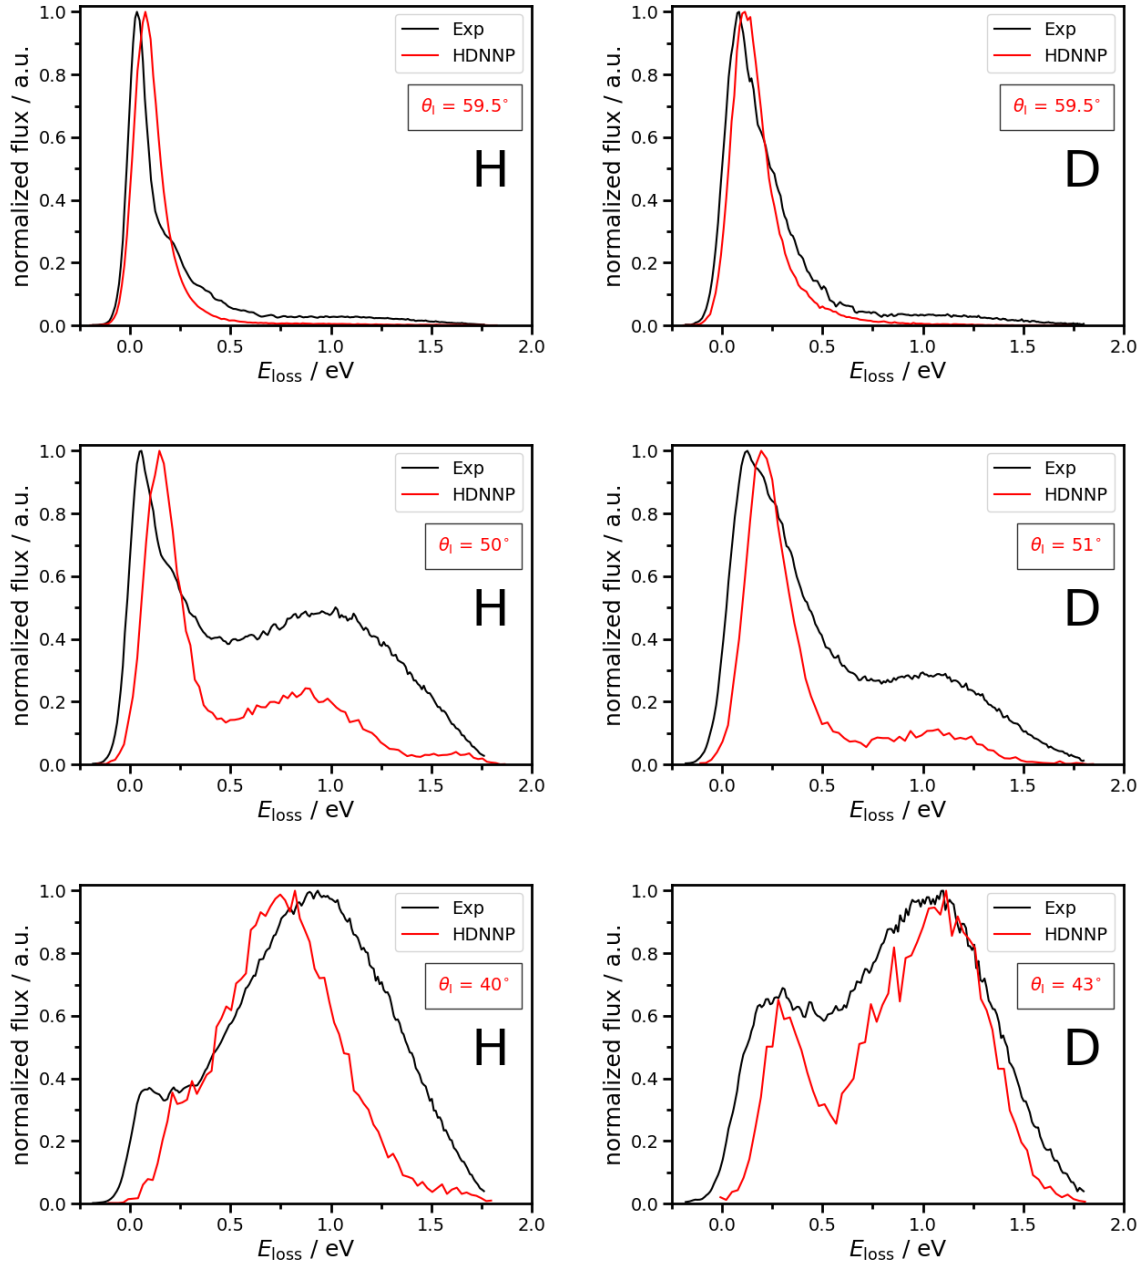 normalized flux / a.u.
1.0
0.8
0.6
0.4
0.2
0.0
Exp
HDNNP
θI = 59.5°
H
0.0 0.5 1.0 1.5 2.0
Eloss / eV
normalized flux / a.u.
1.0
0.8
0.6
0.4
0.2
0.0
Exp
HDNNP
θI = 59.5°
D
0.0 0.5 1.0 1.5 2.0
Eloss / eV
normalized flux / a.u.
1.0
0.8
0.6
0.4
0.2
0.0
Exp
HDNNP
θI = 50°
H
0.0 0.5 1.0 1.5 2.0
Eloss / eV
normalized flux / a.u.
1.0
0.8
0.6
0.4
0.2
0.0
Exp
HDNNP
θI = 51°
D
0.0 0.5 1.0 1.5 2.0
Eloss / eV
normalized flux / a.u.
1.0
0.8
0.6
0.4
0.2
0.0
Exp
HDNNP
θI = 40°
H
0.0 0.5 1.0 1.5 2.0
Eloss / eV
normalized flux / a.u.
1.0
0.8
0.6
0.4
0.2
0.0
Exp
HDNNP
θI = 43°
D
0.0 0.5 1.0 1.5 2.0
Eloss / eV